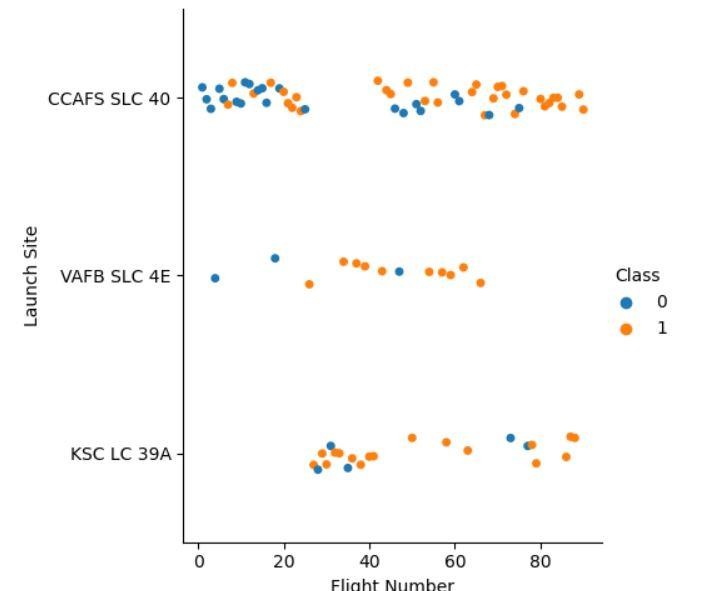 CCAFS SLC 40
VAFB SLC 4E
KSC LC 39A
Launch Site
0 20 40 60 80
Flight Number
Class
0
1